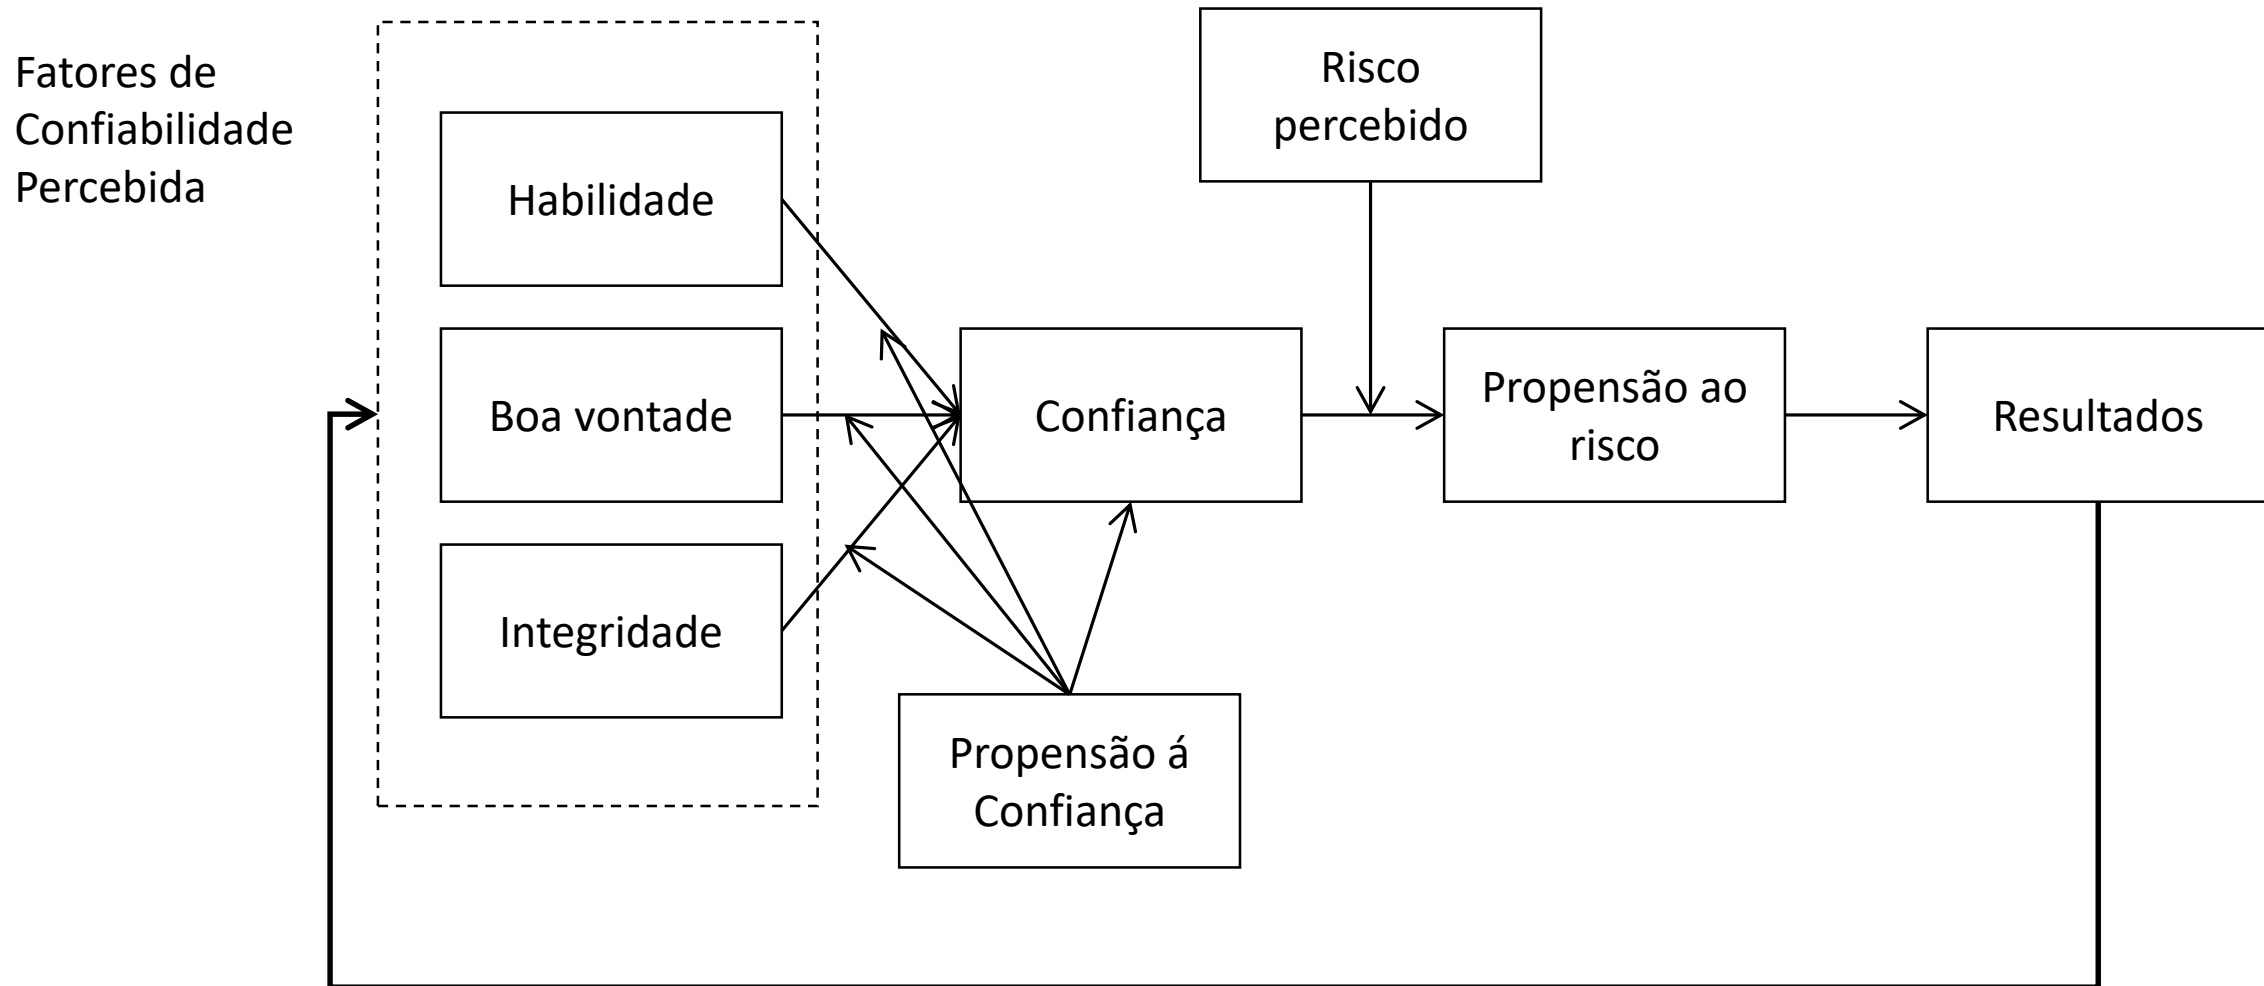 Fatores de
Confiabilidade
Percebida
Habilidade
Boa vontade
Integridade
Risco
percebido
Confiança
Propensão ao
risco
Resultados
Propensão á
Confiança